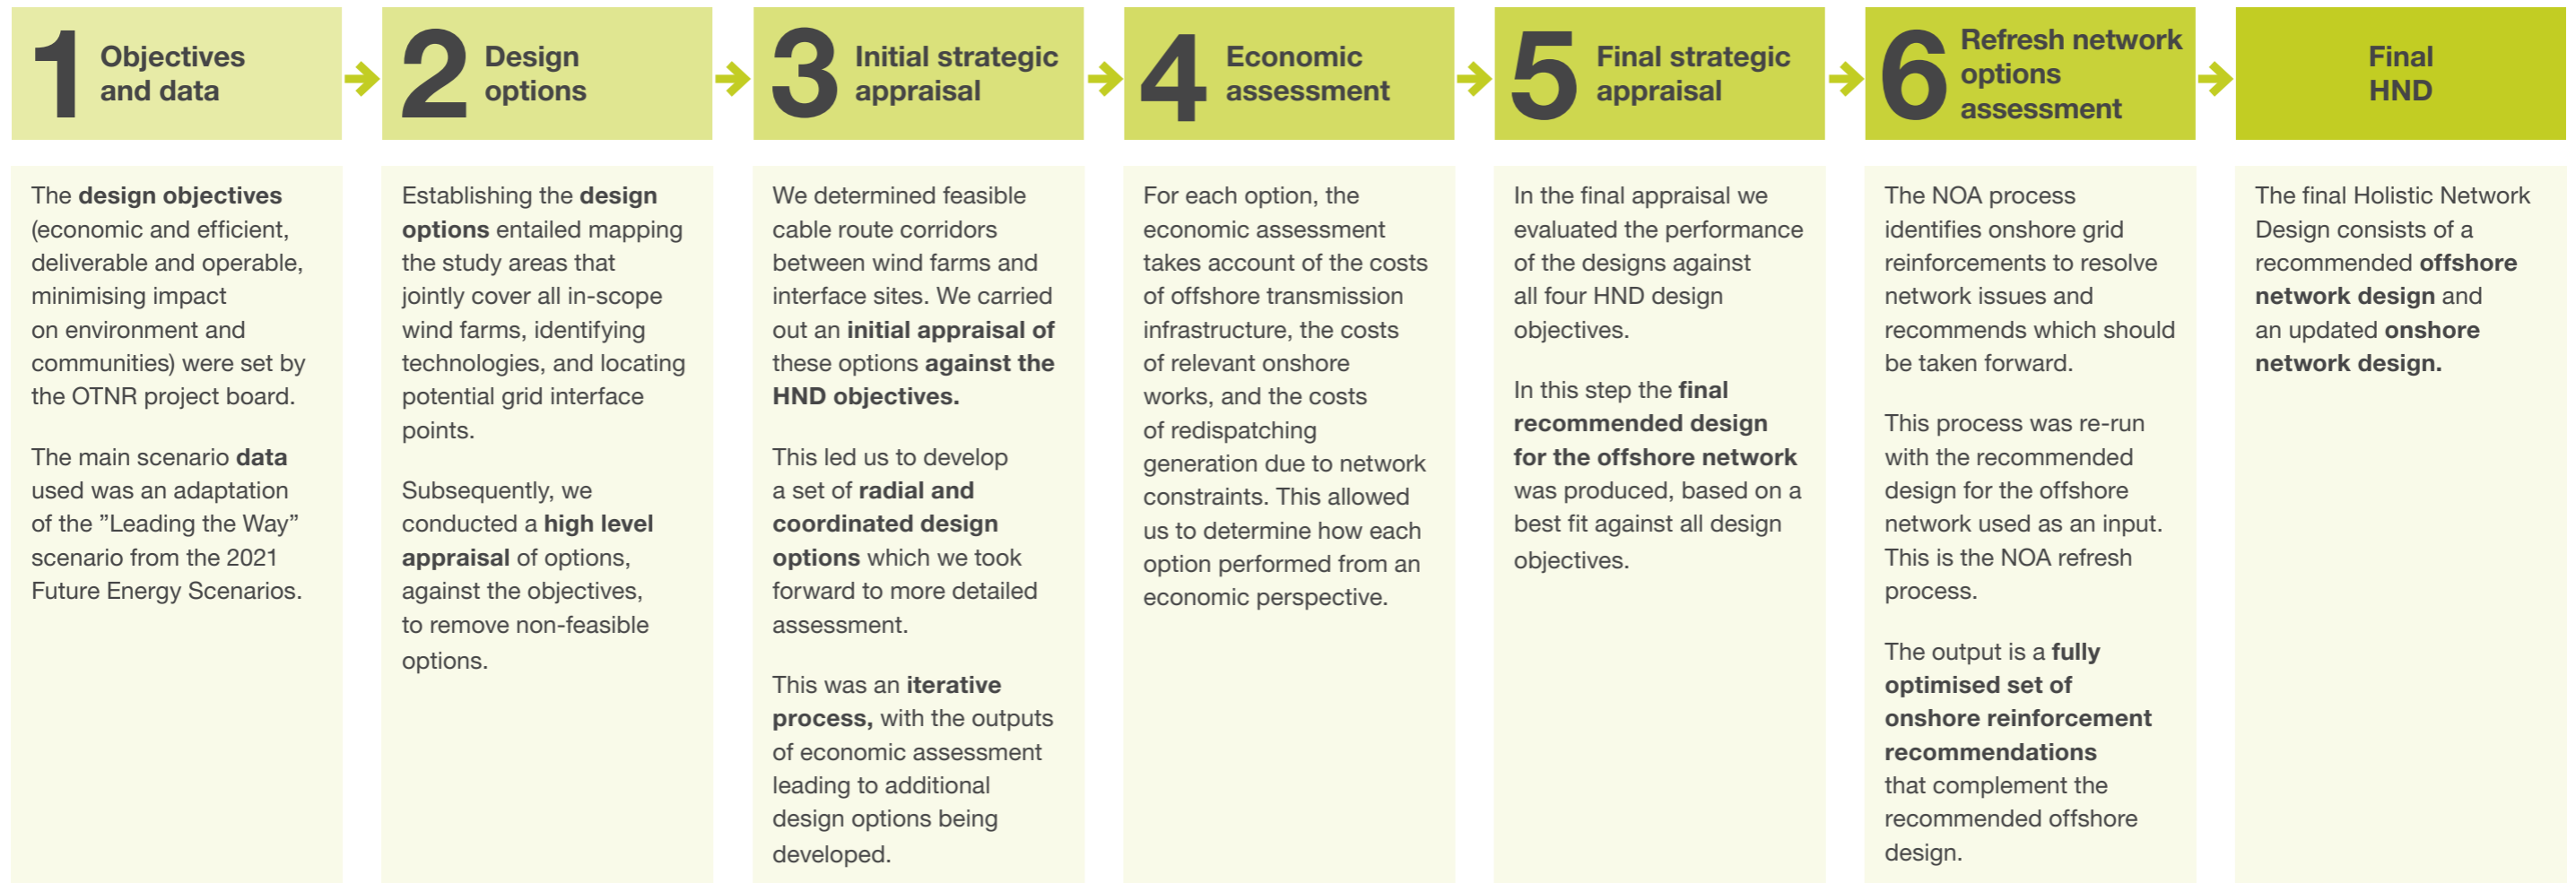 1 Objectives
and data
The design objectives
(economic and efficient,
deliverable and operable,
minimising impact
on environment and
communities) were set by
the OTNR project board.
The main scenario data
used was an adaptation
of the ”Leading the Way”
scenario from the 2021
Future Energy Scenarios.
2 Design
options
Establishing the design
options entailed mapping
the study areas that
jointly cover all in-scope
wind farms, identifying
technologies, and locating
potential grid interface
points.
Subsequently, we
conducted a high level
appraisal of options,
against the objectives,
to remove non-feasible
options.
3 Initial strategic
appraisal
We determined feasible
cable route corridors
between wind farms and
interface sites. We carried
out an initial appraisal of
these options against the
HND objectives.
This led us to develop
a set of radial and
coordinated design
options which we took
forward to more detailed
assessment.
This was an iterative
process, with the outputs
of economic assessment
leading to additional
design options being
developed.
4 Economic
assessment
For each option, the
economic assessment
takes account of the costs
of offshore transmission
infrastructure, the costs
of relevant onshore
works, and the costs
of redispatching
generation due to network
constraints. This allowed
us to determine how each
option performed from an
economic perspective.
5 Final strategic
appraisal
In the final appraisal we
evaluated the performance
of the designs against
all four HND design
objectives.
In this step the final
recommended design
for the offshore network
was produced, based on a
best fit against all design
objectives.
6 Refresh network
options
assessment
The NOA process
identifies onshore grid
reinforcements to resolve
network issues and
recommends which should
be taken forward.
This process was re-run
with the recommended
design for the offshore
network used as an input.
This is the NOA refresh
process.
The output is a fully
optimised set of
onshore reinforcement
recommendations
that complement the
recommended offshore
design.
Final
HND
The final Holistic Network
Design consists of a
recommended offshore
network design and
an updated onshore
network design.